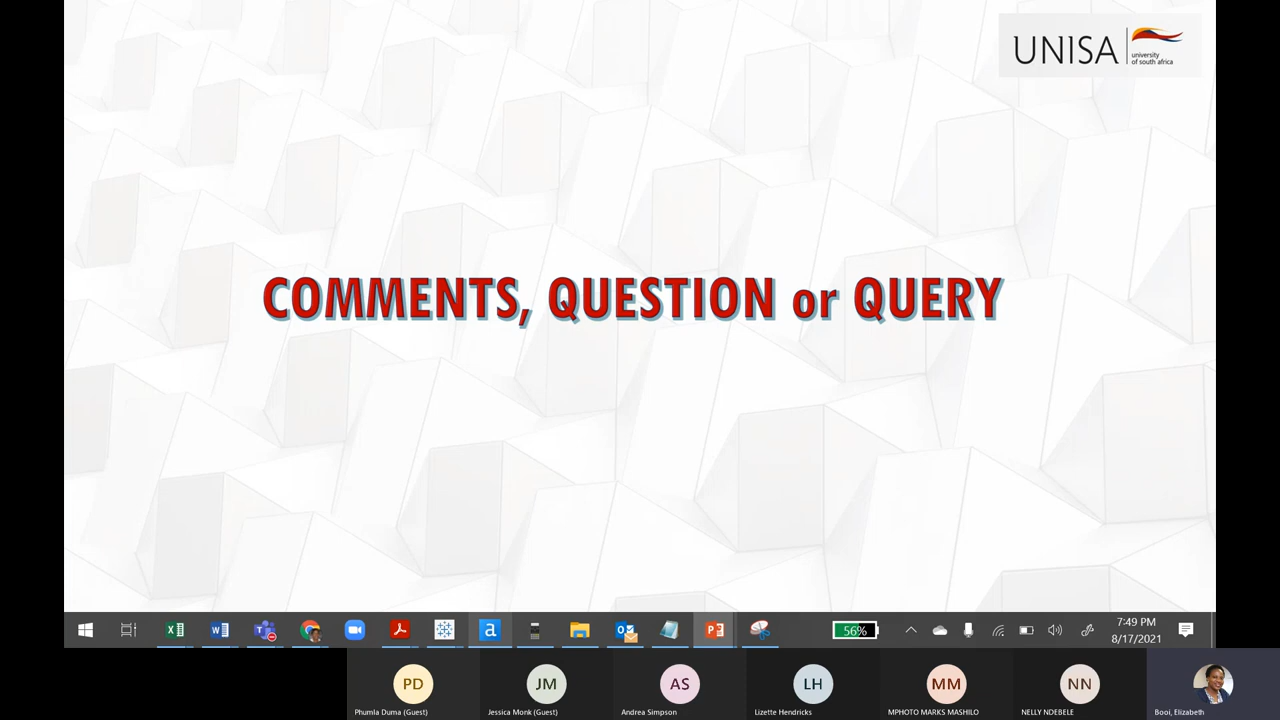 UNISA
university
of south africa
COMMENTS, QUESTION or QUERY
56%
7:49 PM
8/17/2021
PD
JM
AS
LH
MM
NN
Phumla Duma (Guest)
Jessica Monk (Guest)
Andrea Simpson
Lizette Hendricks
MPHOTO MARKS MASHILO
NELLY NDEBELE
Booi, Elizabeth